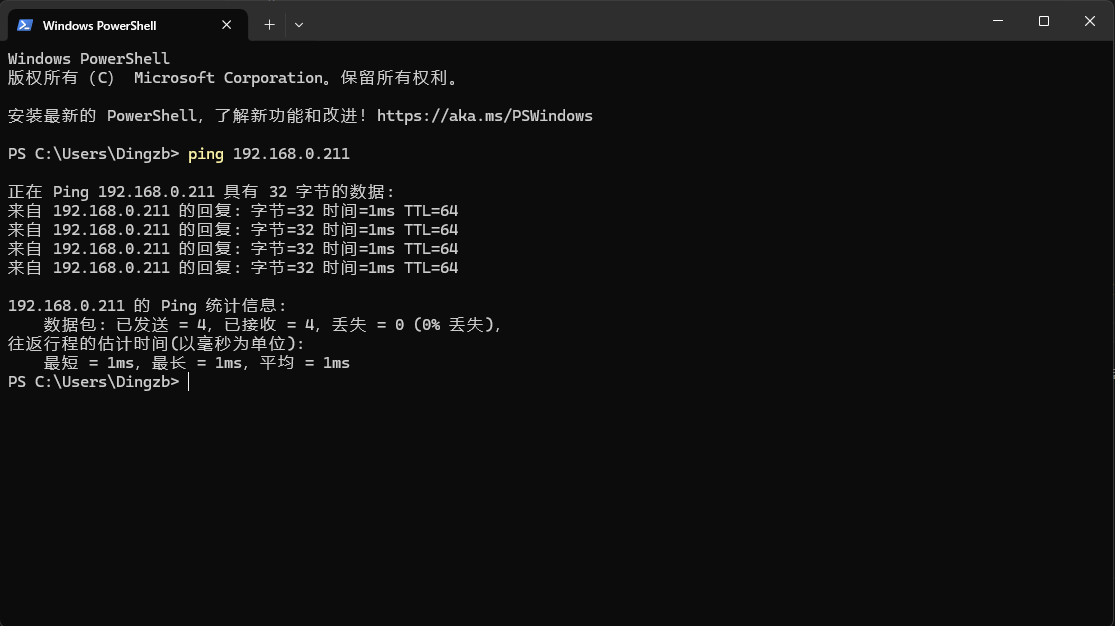 Windows PowerShell
Windows PowerShell
版权所有 (C) Microsoft Corporation。保留所有权利。
安装最新的 PowerShell，了解新功能和改进！https://aka.ms/PSWindows
PS C:\Users\Dingzb> ping 192.168.0.211
正在 Ping 192.168.0.211 具有 32 字节的数据:
来自 192.168.0.211 的回复: 字节=32 时间=1ms TTL=64
来自 192.168.0.211 的回复: 字节=32 时间=1ms TTL=64
来自 192.168.0.211 的回复: 字节=32 时间=1ms TTL=64
来自 192.168.0.211 的回复: 字节=32 时间=1ms TTL=64
192.168.0.211 的 Ping 统计信息:
数据包: 已发送 = 4，已接收 = 4，丢失 = 0 (0% 丢失)，
往返行程的估计时间(以毫秒为单位):
最短 = 1ms，最长 = 1ms，平均 = 1ms
PS C:\Users\Dingzb>